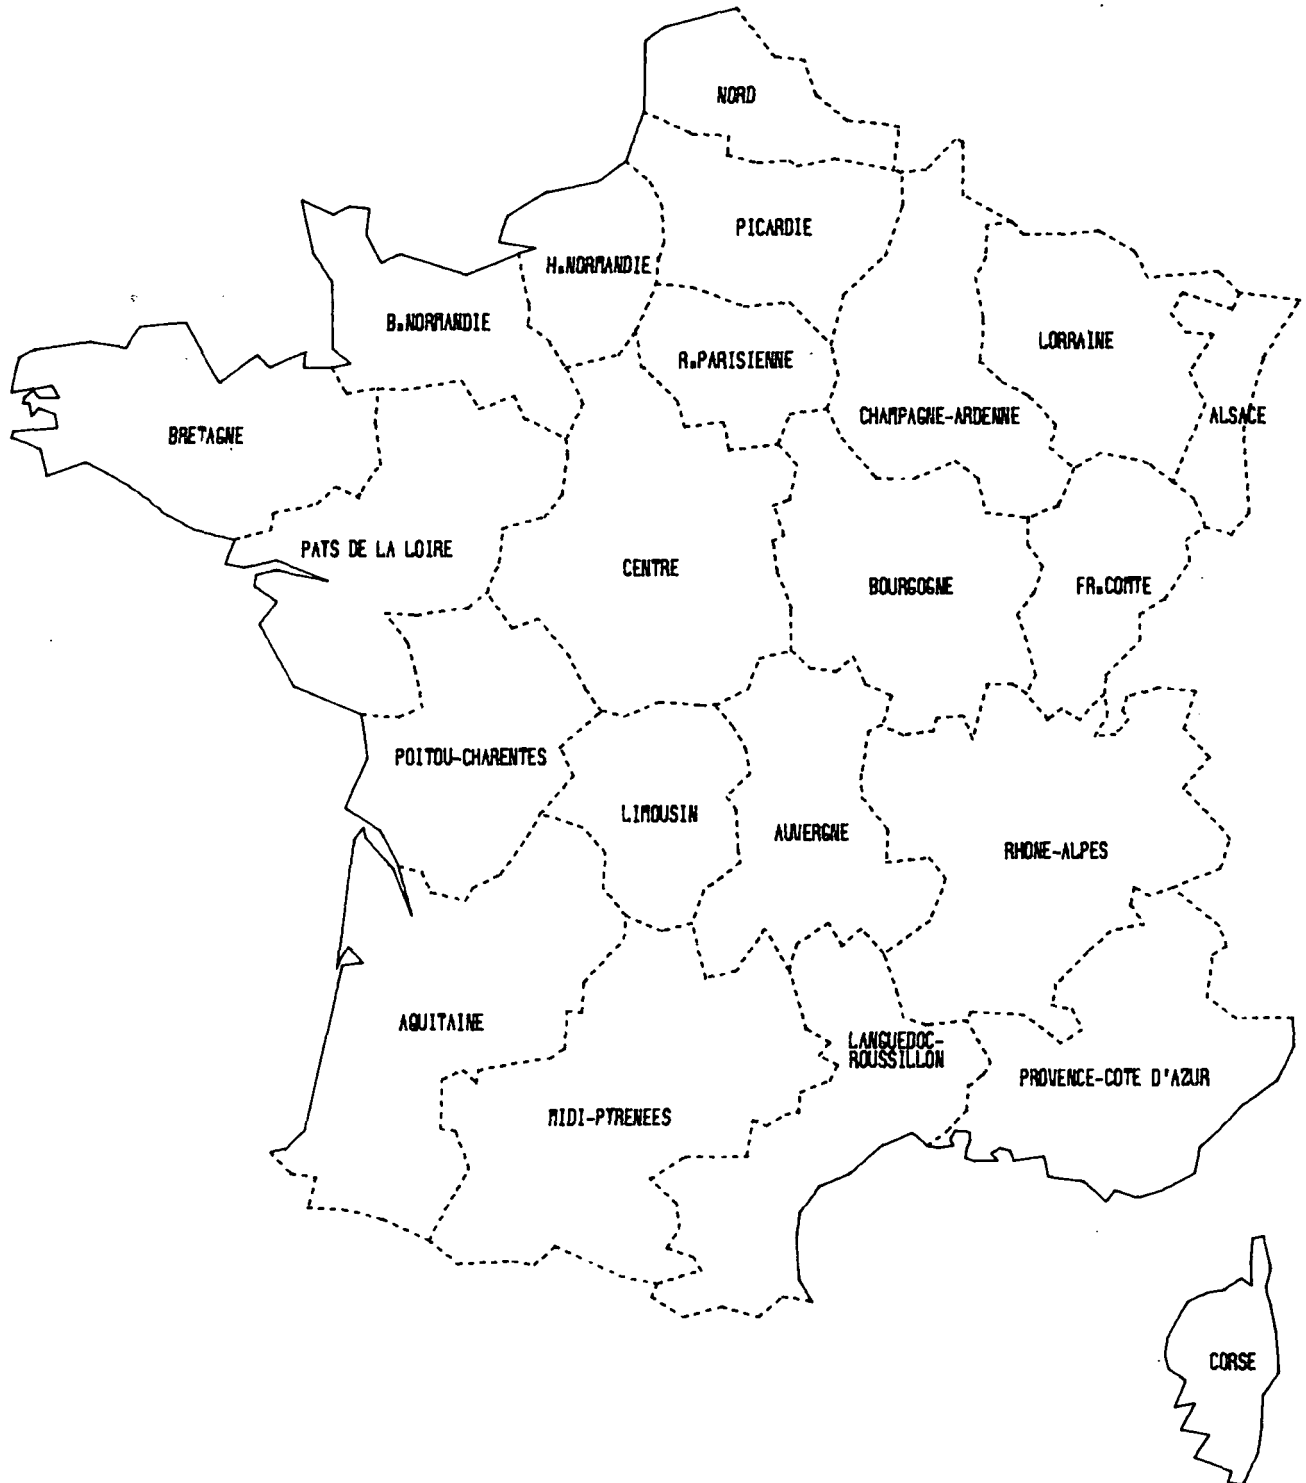 NORD
PICARDIE
H.NORMANDIE
B.NORMANDIE
R.PARISIENNE
LORRAINE
CHAMPAGNE-ARDENNE
ALSACE
BRETAGNE
PAYS DE LA LOIRE
CENTRE
BOURGOGNE
FR.COMTE
POITOU-CHARENTES
LIMOUSIN
AUVERGNE
RHONE-ALPES
AQUITAINE
LANGUEDOC-
ROUSSILLON
PROVENCE-COTE D'AZUR
MIDI-PYRENEES
CORSE